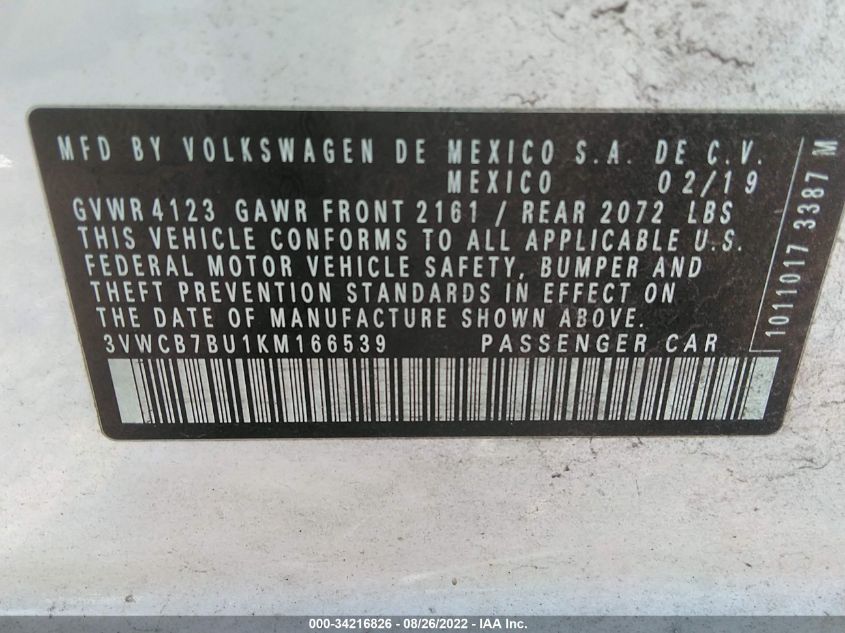 MFD BY VOLKSWAGEN DE MEXICO S.A. DE C.V.
MEXICO 02/19
GVWR 4123 GAWR FRONT 2161 / REAR 2072 LBS
THIS VEHICLE CONFORMS TO ALL APPLICABLE U.S.
FEDERAL MOTOR VEHICLE SAFETY, BUMPER AND
THEFT PREVENTION STANDARDS IN EFFECT ON
THE DATE OF MANUFACTURE SHOWN ABOVE.
3VWCB7BU1KM166539 PASSENGER CAR
1011017 3387 M
000-34216826 - 08/26/2022 - IAA Inc.